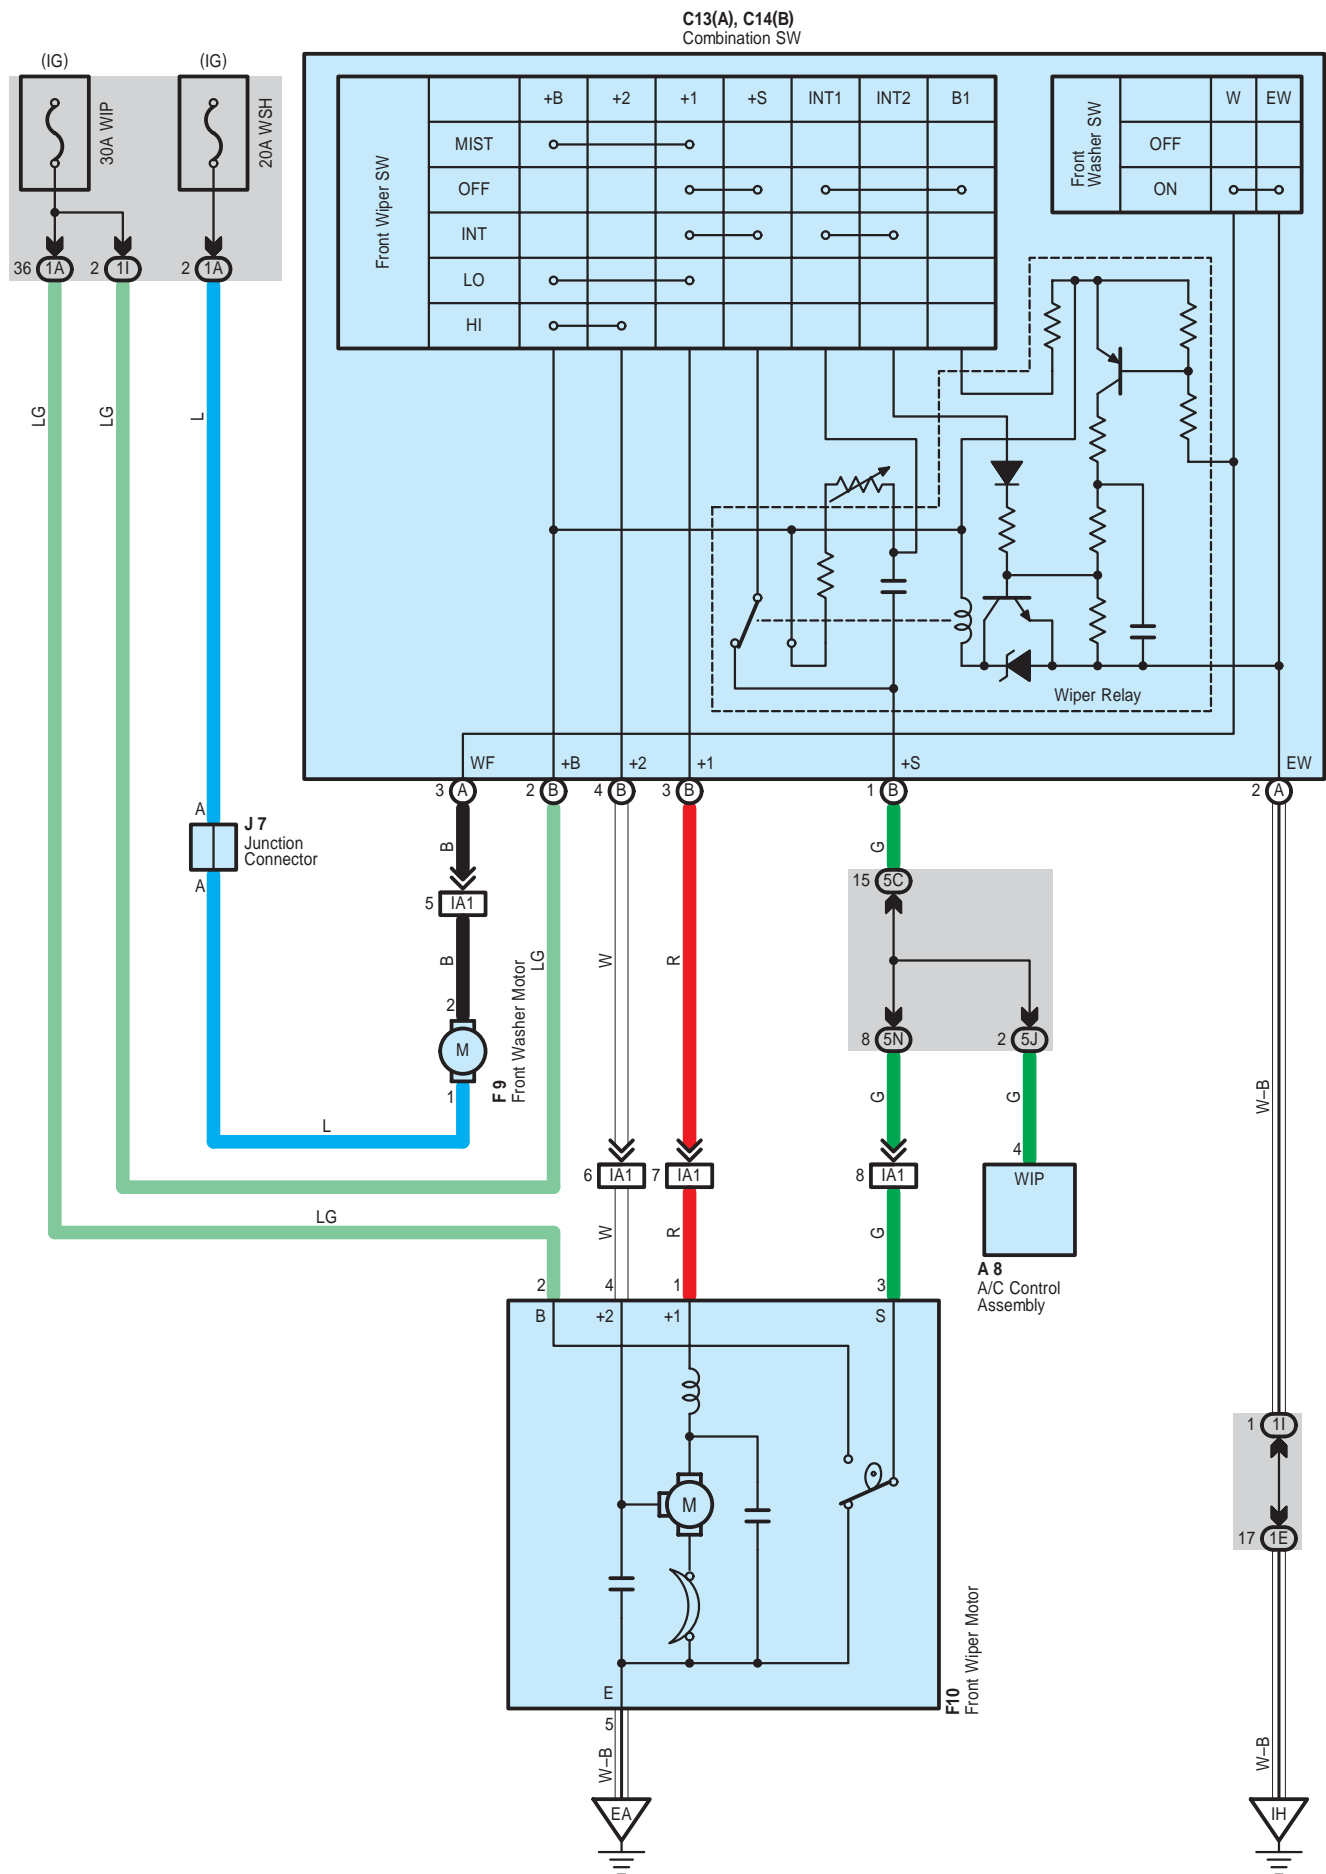 C13(A), C14(B)
Combination SW
(IG)
(IG)
30A WIP
20A WSH
Front Wiper SW
+B +2 +1 +S INT1 INT2 B1
MIST
OFF
INT
LO
HI
Front
Washer SW
W EW
OFF
ON
36 1A
2 1I
2 1A
LG
LG
L
Wiper Relay
WF
+B
+2
+1
+S
EW
3 A
2 B
4 B
3 B
1 B
2 A
A
J 7
Junction
Connector
A
B
5 IA1
B
2
M
1
F 9
Front Washer Motor
LG
W
R
G
15 5C
8 5N
2 5J
G
G
W–B
L
6 IA1
7 IA1
8 IA1
4
WIP
A 8
A/C Control
Assembly
LG
W
R
G
2
4
1
3
B
+2
+1
S
M
E
F10
Front Wiper Motor
5
W–B
EA
1 1I
17 1E
W–B
IH